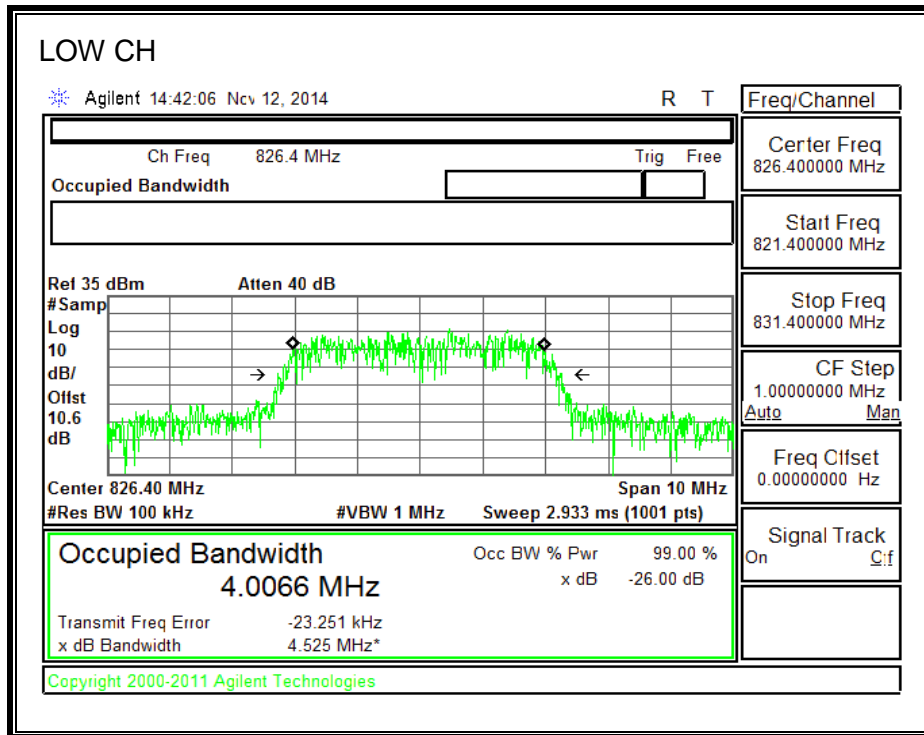 LOW CH
Agilent 14:42:06 Nov 12, 2014 R T
Freq/Channel
Ch Freq 826.4 MHz Trig Free
Occupied Bandwidth
Center Freq
826.400000 MHz
Start Freq
821.400000 MHz
Stop Freq
831.400000 MHz
CF Step
1.00000000 MHz
Auto Man
Freq Offset
0.00000000 Hz
Signal Track
On Off
Ref 35 dBm Atten 40 dB
#Samp
Log
10
dB/
Offst
10.6
dB
Center 826.40 MHz Span 10 MHz
#Res BW 100 kHz #VBW 1 MHz Sweep 2.933 ms (1001 pts)
Occupied Bandwidth Occ BW % Pwr 99.00 %
4.0066 MHz x dB -26.00 dB
Transmit Freq Error -23.251 kHz
x dB Bandwidth 4.525 MHz*
Copyright 2000-2011 Agilent Technologies